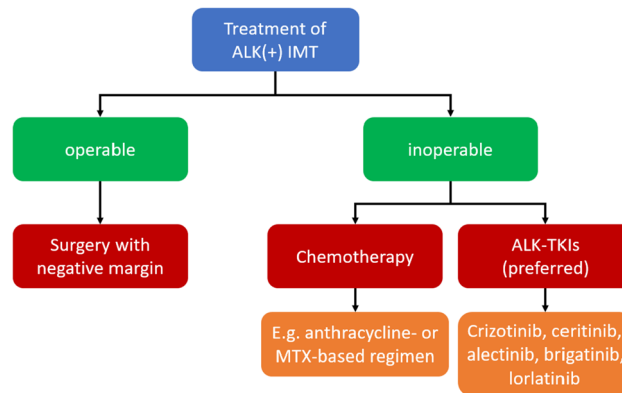 Treatment of
ALK(+) IMT
operable
inoperable
Surgery with
negative margin
Chemotherapy
ALK-TKIs
(preferred)
E.g. anthracycline- or
MTX-based regimen
Crizotinib, ceritinib,
alectinib, brigatinib,
lorlatinib